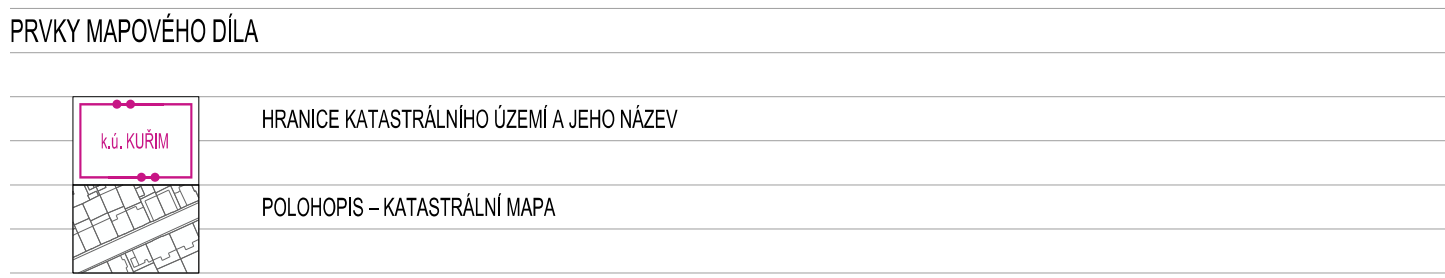 PRVKY MAPOVÉHO DÍLA
HRANICE KATASTRÁLNÍHO ÚZEMÍ A JEHO NÁZEV
k.ú. KUŘIM
POLOHOPIS – KATASTRÁLNÍ MAPA